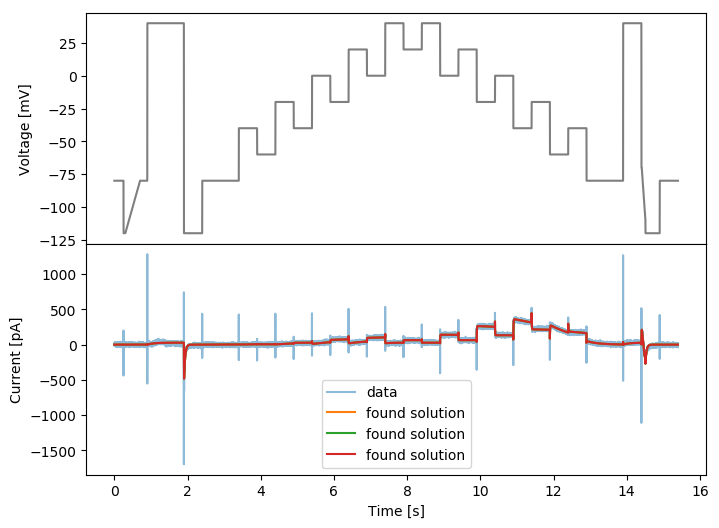 25
0
−25
−50
−75
−100
−125
Voltage [mV]
1000
500
0
−500
−1000
−1500
Current [pA]
data
found solution
found solution
found solution
0 2 4 6 8 10 12 14 16
Time [s]